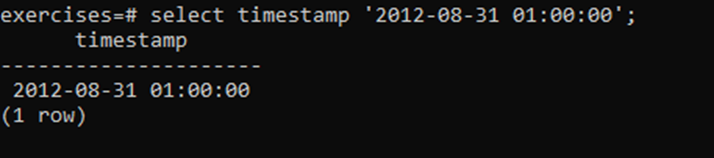 exercises=# select timestamp '2012-08-31 01:00:00';
timestamp
---------------------
2012-08-31 01:00:00
(1 row)